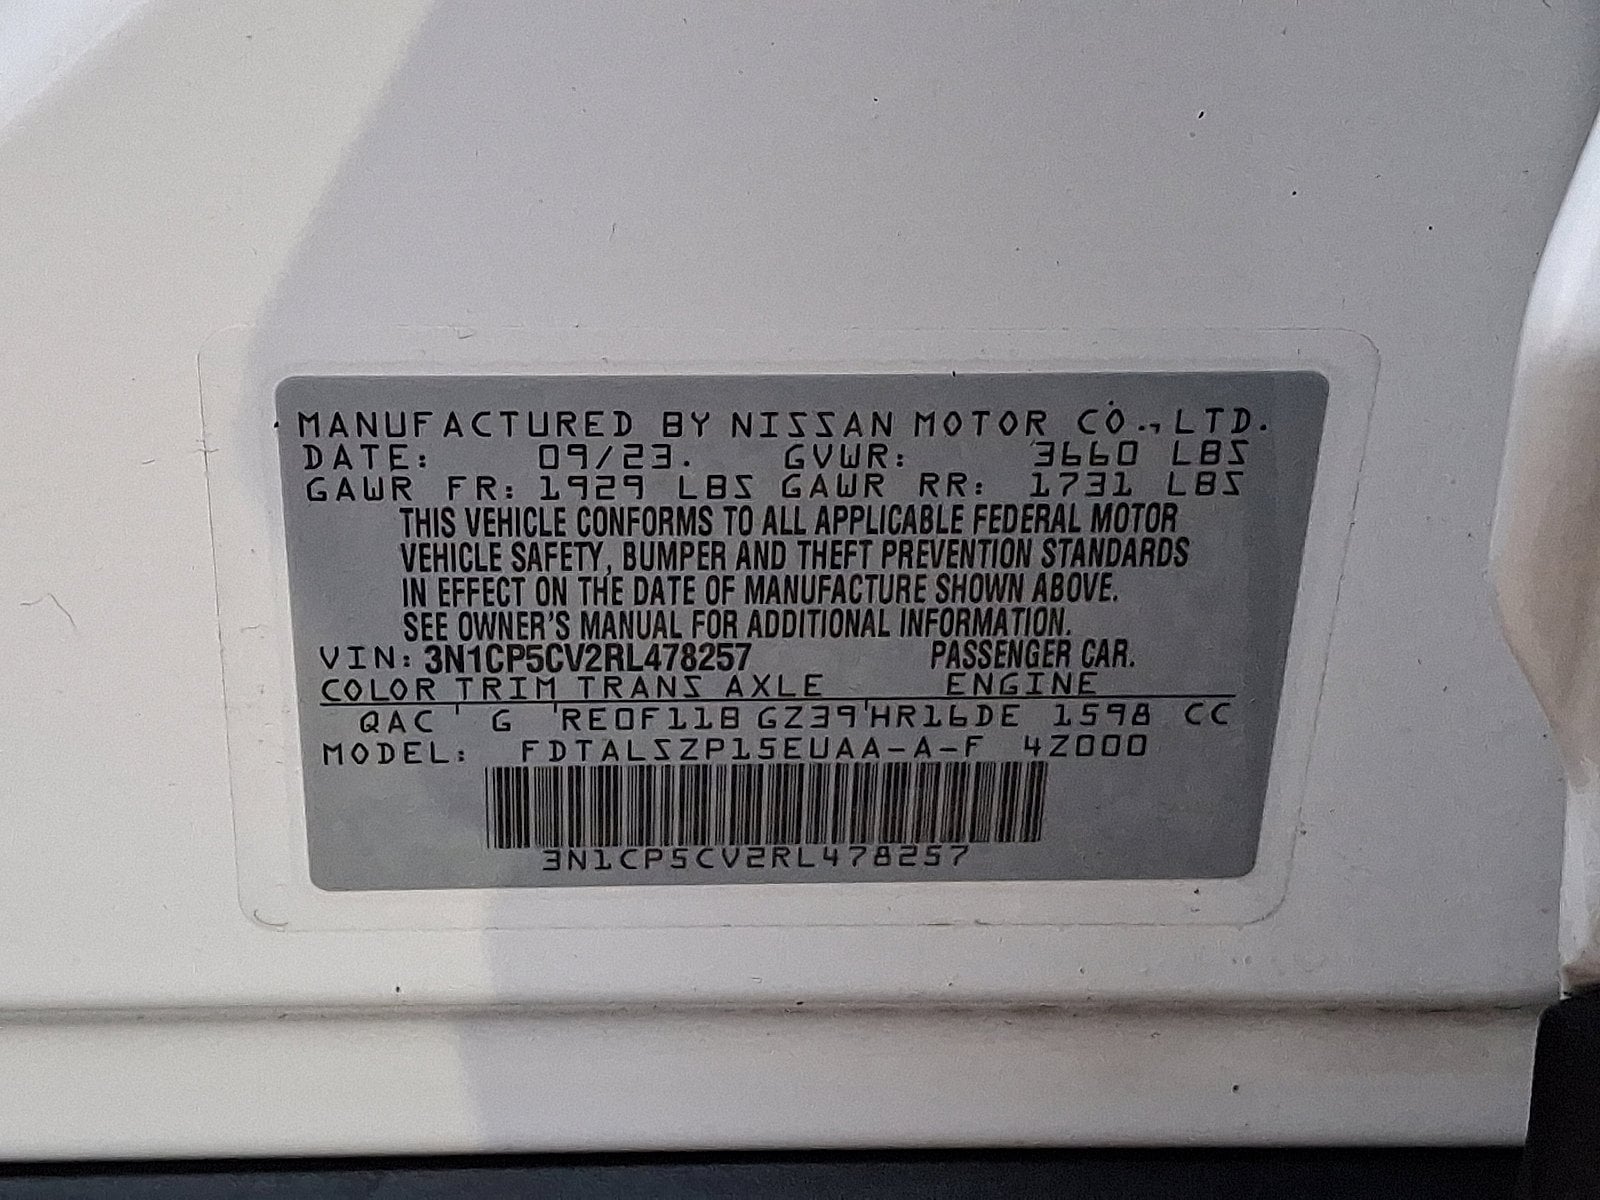 MANUFACTURED BY NISSAN MOTOR CO., LTD.
DATE: 09/23. GVWR: 3660 LBS
GAWR FR: 1929 LBS GAWR RR: 1731 LBS
THIS VEHICLE CONFORMS TO ALL APPLICABLE FEDERAL MOTOR
VEHICLE SAFETY, BUMPER AND THEFT PREVENTION STANDARDS
IN EFFECT ON THE DATE OF MANUFACTURE SHOWN ABOVE.
SEE OWNER'S MANUAL FOR ADDITIONAL INFORMATION.
VIN: 3N1CP5CV2RL478257 PASSENGER CAR.
COLOR TRIM TRANS AXLE ENGINE
QAC G RE0F11B GZ39 HR16DE 1598 CC
MODEL: FDTALSZP15EUAA-A-F 4Z000
3N1CP5CV2RL478257